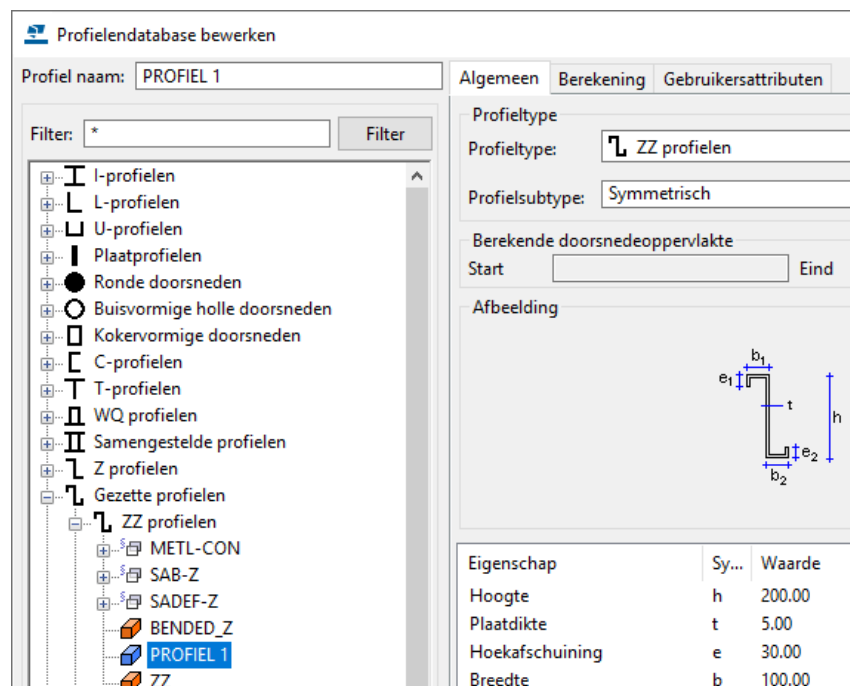 Profielendatabase bewerken
Profiel naam: PROFIEL 1
Filter: * Filter
I-profielen
L-profielen
U-profielen
Plaatprofielen
Ronde doorsneden
Buisvormige holle doorsneden
Kokervormige doorsneden
C-profielen
T-profielen
WQ profielen
Samengestelde profielen
Z profielen
Gezette profielen
ZZ profielen
METL-CON
SAB-Z
SADEF-Z
BENDED_Z
PROFIEL 1
ZZ
Algemeen Berekening Gebruikersattributen
Profieltype
Profieltype: ZZ profielen
Profielsubtype: Symmetrisch
Berekende doorsnedeoppervlakte
Start Eind
Afbeelding
b1
e1
t
h
e2
b2
Eigenschap Sy... Waarde
Hoogte h 200.00
Plaatdikte t 5.00
Hoekafschuining e 30.00
Breedte b 100.00